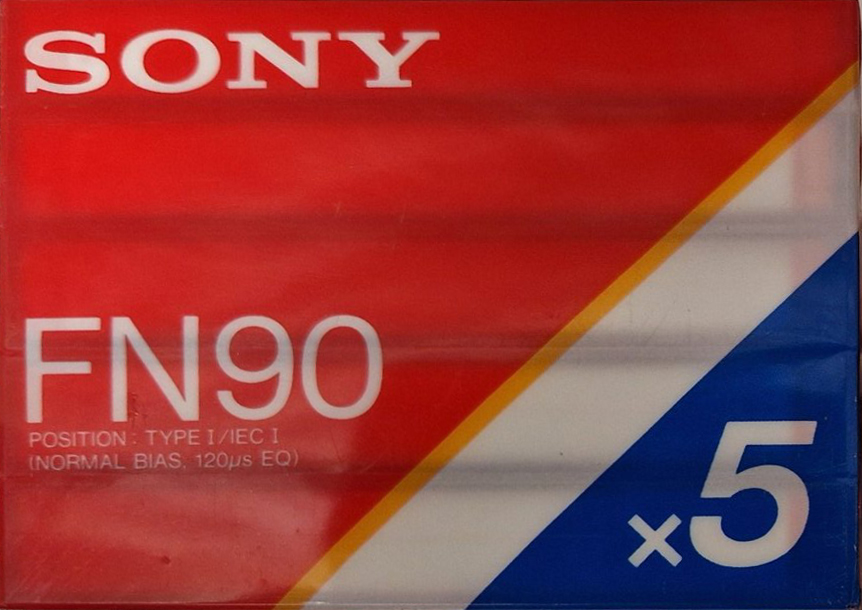 SONY
FN90
POSITION: TYPE I/IEC I
(NORMAL BIAS, 120μs EQ)
×5